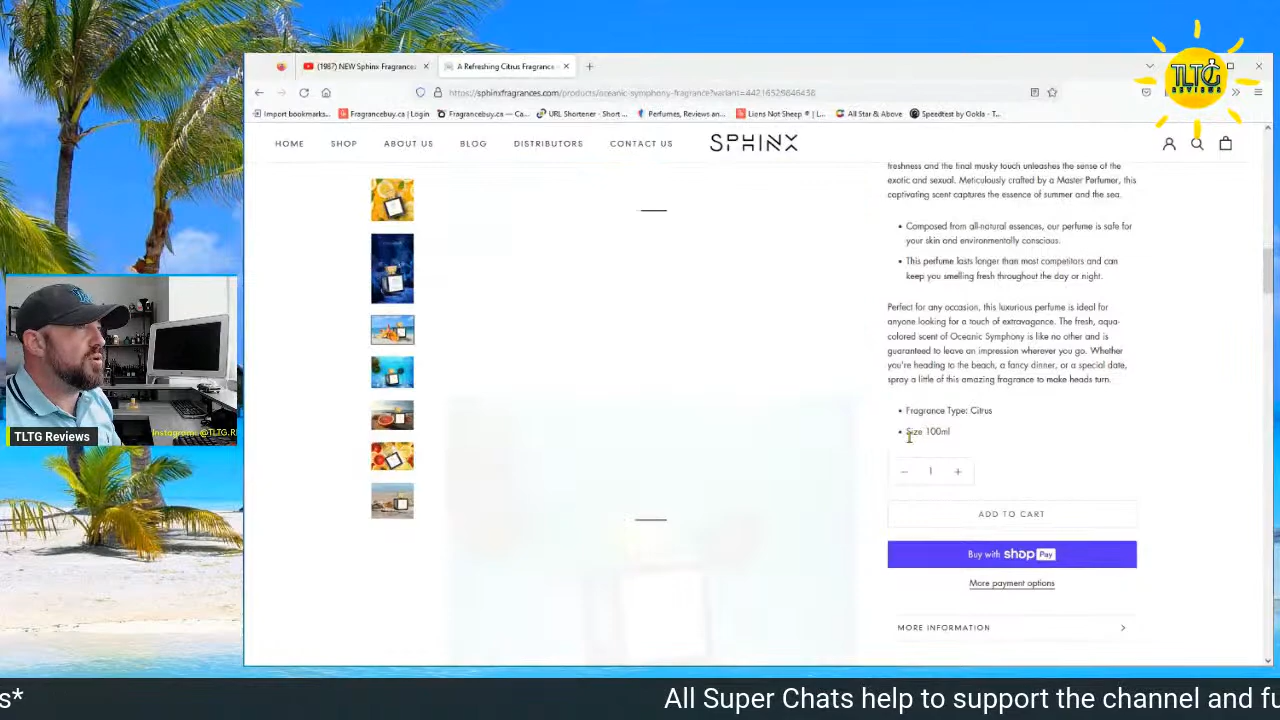 (1987) NEW Sphinx Fragrance
A Refreshing Citrus Fragrance
TLTG
REVIEWS
https://sphinxfragrances.com/products/oceanic-symphony-fragrance?variant=44216529846438
Import bookmarks...
Fragrancebuy.ca | Login
Fragrancebuy.ca — Ca...
URL Shortener - Short ...
Perfumes, Reviews an...
Lions Not Sheep ® | L...
All Star & Above
Speedtest by Ookla - T...
HOME
SHOP
ABOUT US
BLOG
DISTRIBUTORS
CONTACT US
SPHINX
freshness and the final musky touch unleashes the sense of the
exotic and sexual. Meticulously crafted by a Master Perfumer, this
captivating scent captures the essence of summer and the sea.
• Composed from all-natural essences, our perfume is safe for
your skin and environmentally conscious.
• This perfume lasts longer than most competitors and can
keep you smelling fresh throughout the day or night.
Perfect for any occasion, this luxurious perfume is ideal for
anyone looking for a touch of extravagance. The fresh, aqua-
colored scent of Oceanic Symphony is like no other and is
guaranteed to leave an impression wherever you go. Whether
you're heading to the beach, a fancy dinner, or a special date,
spray a little of this amazing fragrance to make heads turn.
• Fragrance Type: Citrus
• Size 100ml
− 1 +
ADD TO CART
Buy with shop Pay
More payment options
MORE INFORMATION
TLTG Reviews
Instagram: @TLTG.R
s*
All Super Chats help to support the channel and fu